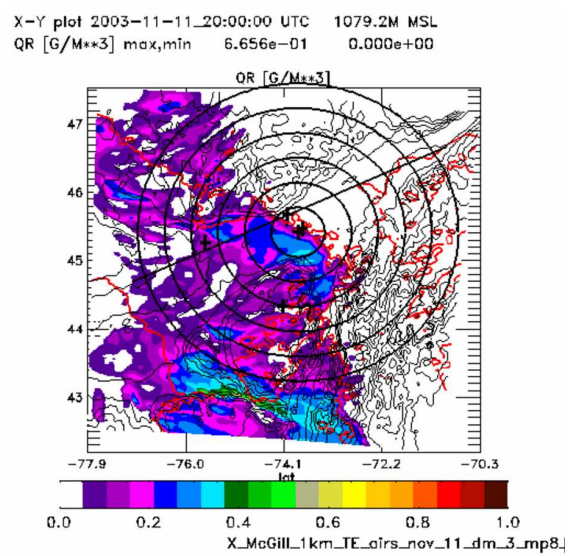 X-Y plot 2003-11-11_20:00:00 UTC 1079.2M MSL
QR [G/M**3] max,min 6.656e-01 0.000e+00
QR [G/M**3]
47
46
45
44
43
-77.9 -76.0 -74.1 -72.2 -70.3
lat
0.0 0.2 0.4 0.6 0.8 1.0
X_McGill_1km_TE_airs_nov_11_dm_3_mp8_